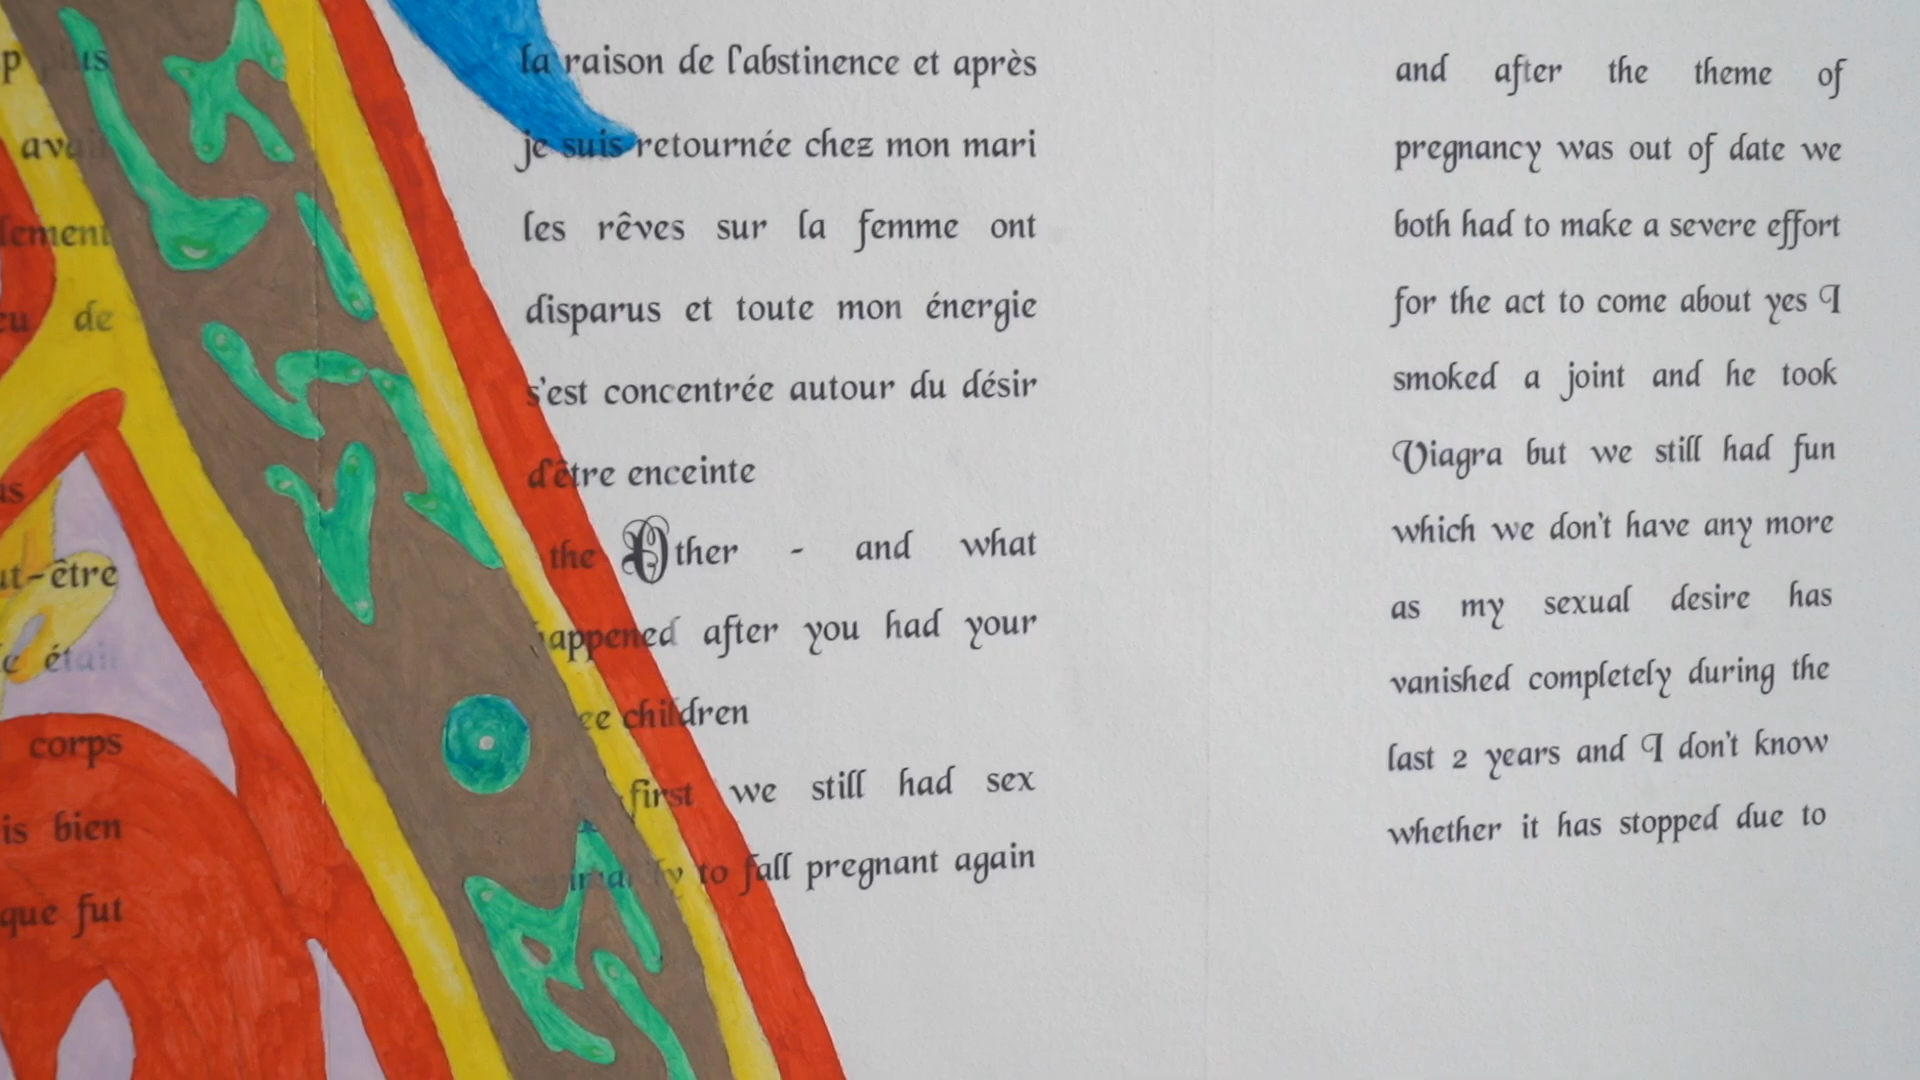 p plus
avait
lement
eu de
us
ut-être
c était
corps
is bien
que fut
la raison de l'abstinence et après
je suis retournée chez mon mari
les rêves sur la femme ont
disparus et toute mon énergie
s'est concentrée autour du désir
d'être enceinte
the Other - and what
happened after you had your
ee children
first we still had sex
to fall pregnant again
and after the theme of
pregnancy was out of date we
both had to make a severe effort
for the act to come about yes I
smoked a joint and he took
Viagra but we still had fun
which we don't have any more
as my sexual desire has
vanished completely during the
last 2 years and I don't know
whether it has stopped due to